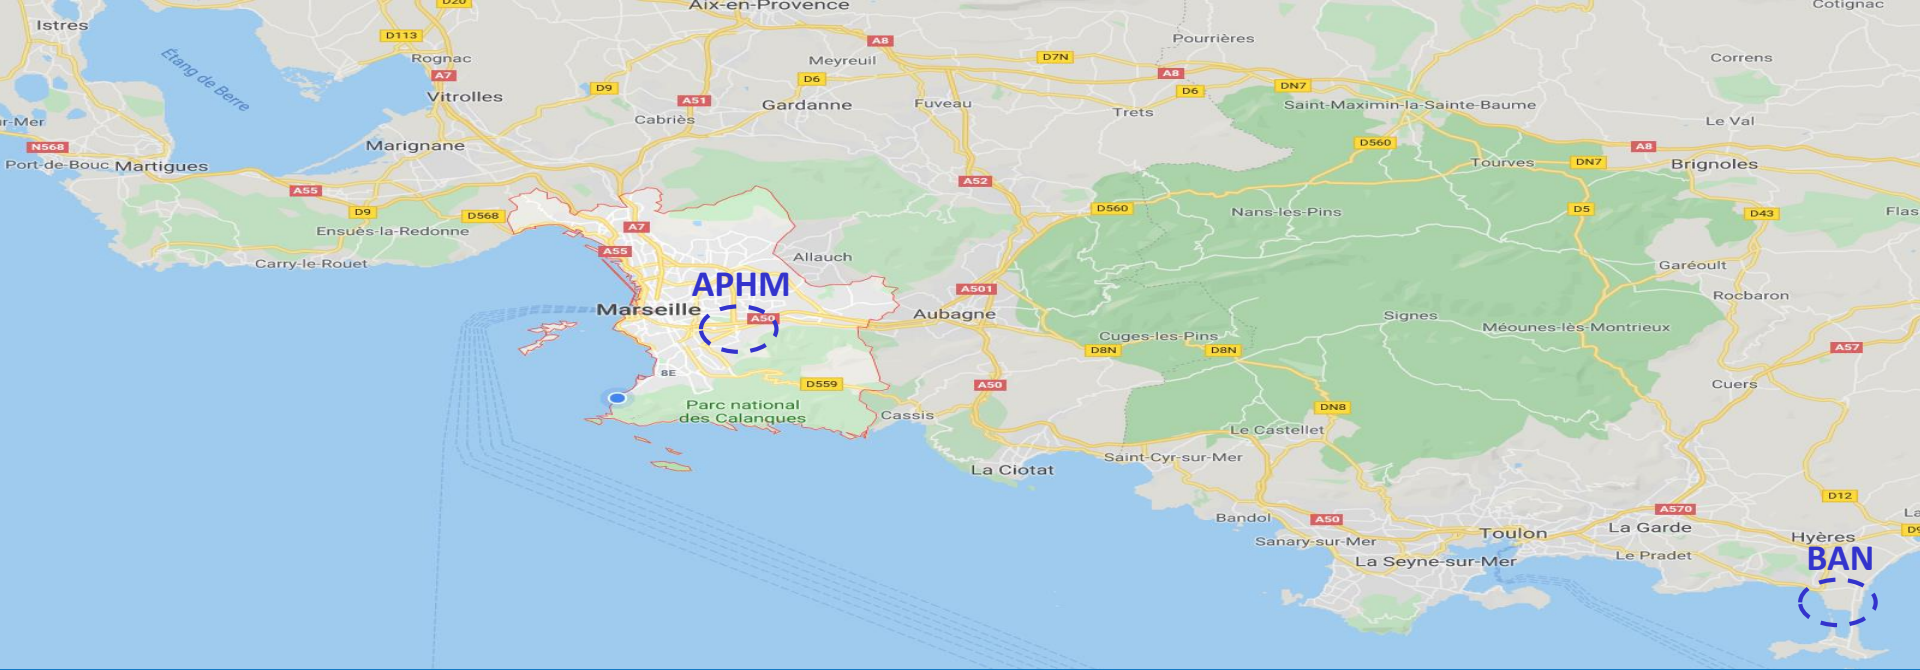 D20
Aix-en-Provence
Cotignac
Istres
D113
A8
Pourrières
Étang de Berre
Rognac
Meyreuil
D7N
Correns
A7
D6
A8
DN7
Vitrolles
D9
A51
Gardanne
Fuveau
D6
Saint-Maximin-la-Sainte-Baume
r-Mer
Cabriès
Trets
Le Val
N568
Marignane
D560
A8
Port-de-Bouc
Martigues
Tourves
DN7
Brignoles
A55
A52
D9
D568
D560
Nans-les-Pins
D5
D43
Flas
Ensuès-la-Redonne
A7
A55
Allauch
Carry-le-Rouet
Garéoult
APHM
A501
Rocbaron
Marseille
A50
Aubagne
Signes
Cuges-les-Pins
Méounes-lès-Montrieux
D8N
D8N
A57
8E
D559
A50
Cuers
Parc national
des Calanques
Cassis
DN8
Le Castellet
La Ciotat
Saint-Cyr-sur-Mer
D12
Bandol
A50
A570
La
Sanary-sur-Mer
Toulon
La Garde
Hyères
D9
La Seyne-sur-Mer
Le Pradet
BAN